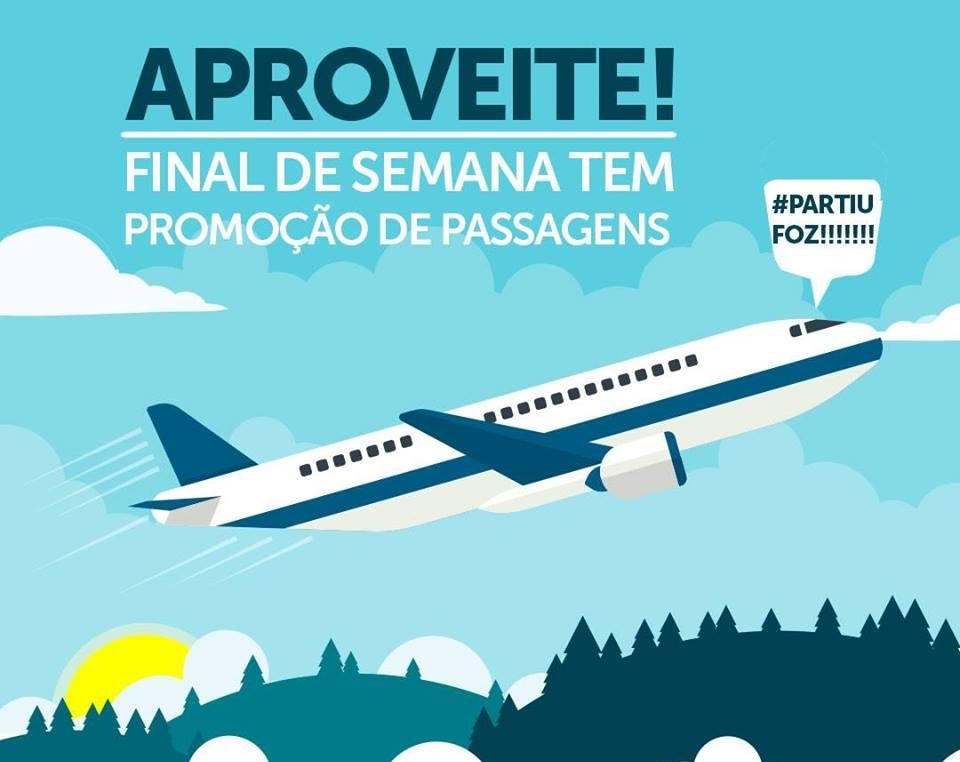 APROVEITE!
FINAL DE SEMANA TEM
PROMOÇÃO DE PASSAGENS
#PARTIU
FOZ!!!!!!!